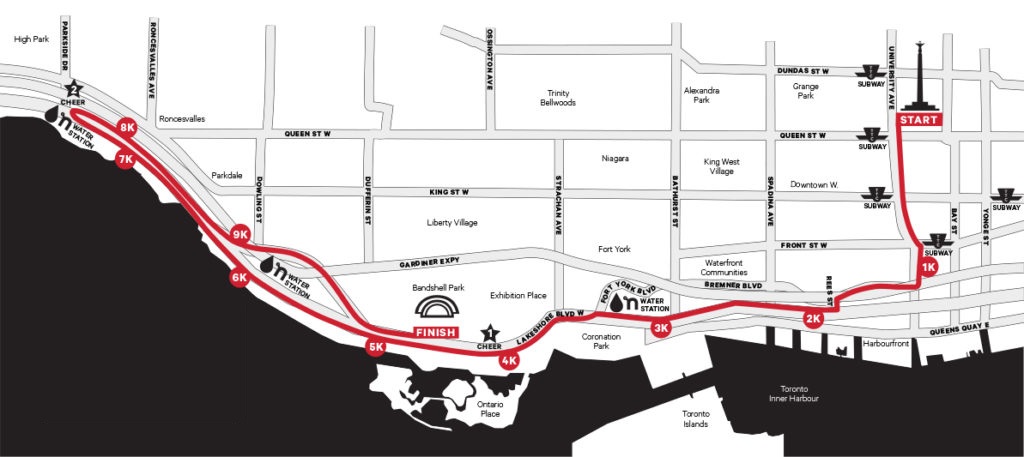 High Park
PARKSIDE DR
RONCESVALLES AVE
OSSINGTON AVE
UNIVERSITY AVE
2
CHEER
'n
WATER
STATION
8K
7K
Roncesvalles
Trinity
Bellwoods
Alexandra
Park
DUNDAS ST W
SUBWAY
Grange
Park
START
QUEEN ST W
QUEEN ST W
SUBWAY
Niagara
King West
Village
Parkdale
DOWLING ST
DUFFERIN ST
KING ST W
STRACHAN AVE
BATHURST ST
SPADINA AVE
Downtown W.
SUBWAY
SUBWAY
BAY ST
YONGE ST
Liberty Village
9K
6K
'n
WATER
STATION
GARDINER EXPY
Fort York
FRONT ST W
SUBWAY
1K
Waterfront
Communities
BREMNER BLVD
REES ST
Bandshell Park
Exhibition Place
FORT YORK BLVD
'n
WATER
STATION
FINISH
1
CHEER
LAKESHORE BLVD W
2K
3K
4K
5K
Coronation
Park
QUEENS QUAY E
Harbourfront
Ontario
Place
Toronto
Inner Harbour
Toronto
Islands